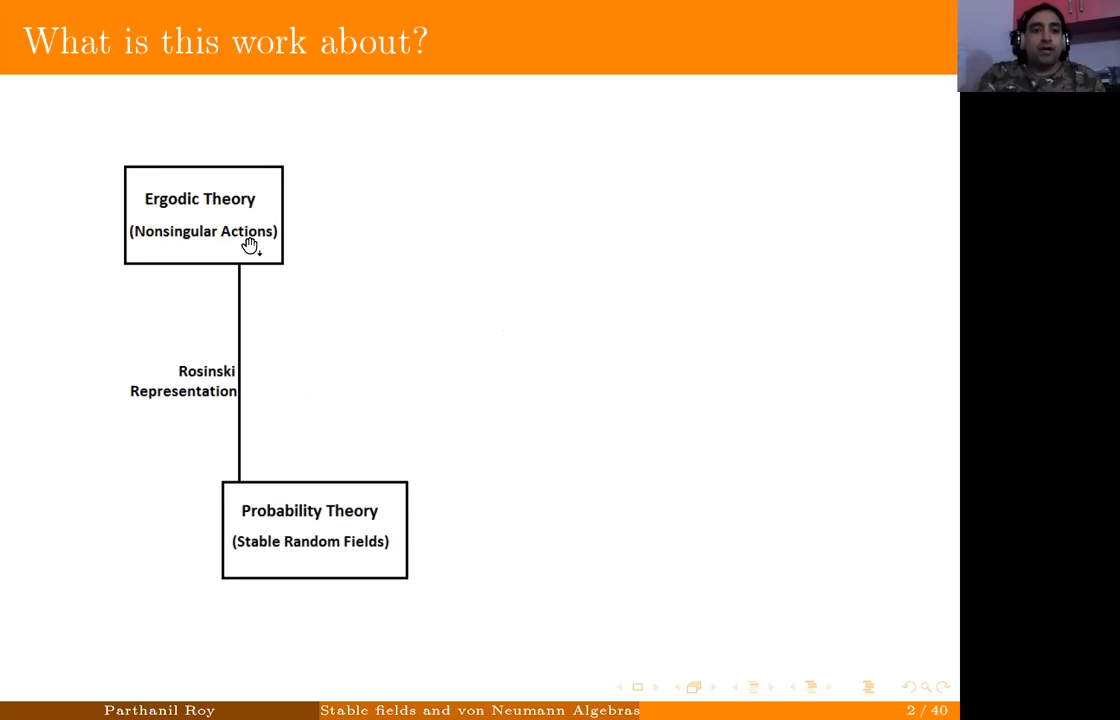 What is this work about?
Ergodic Theory
(Nonsingular Actions)
Rosinski
Representation
Probability Theory
(Stable Random Fields)
Parthanil Roy
Stable fields and von Neumann Algebras
2 / 40